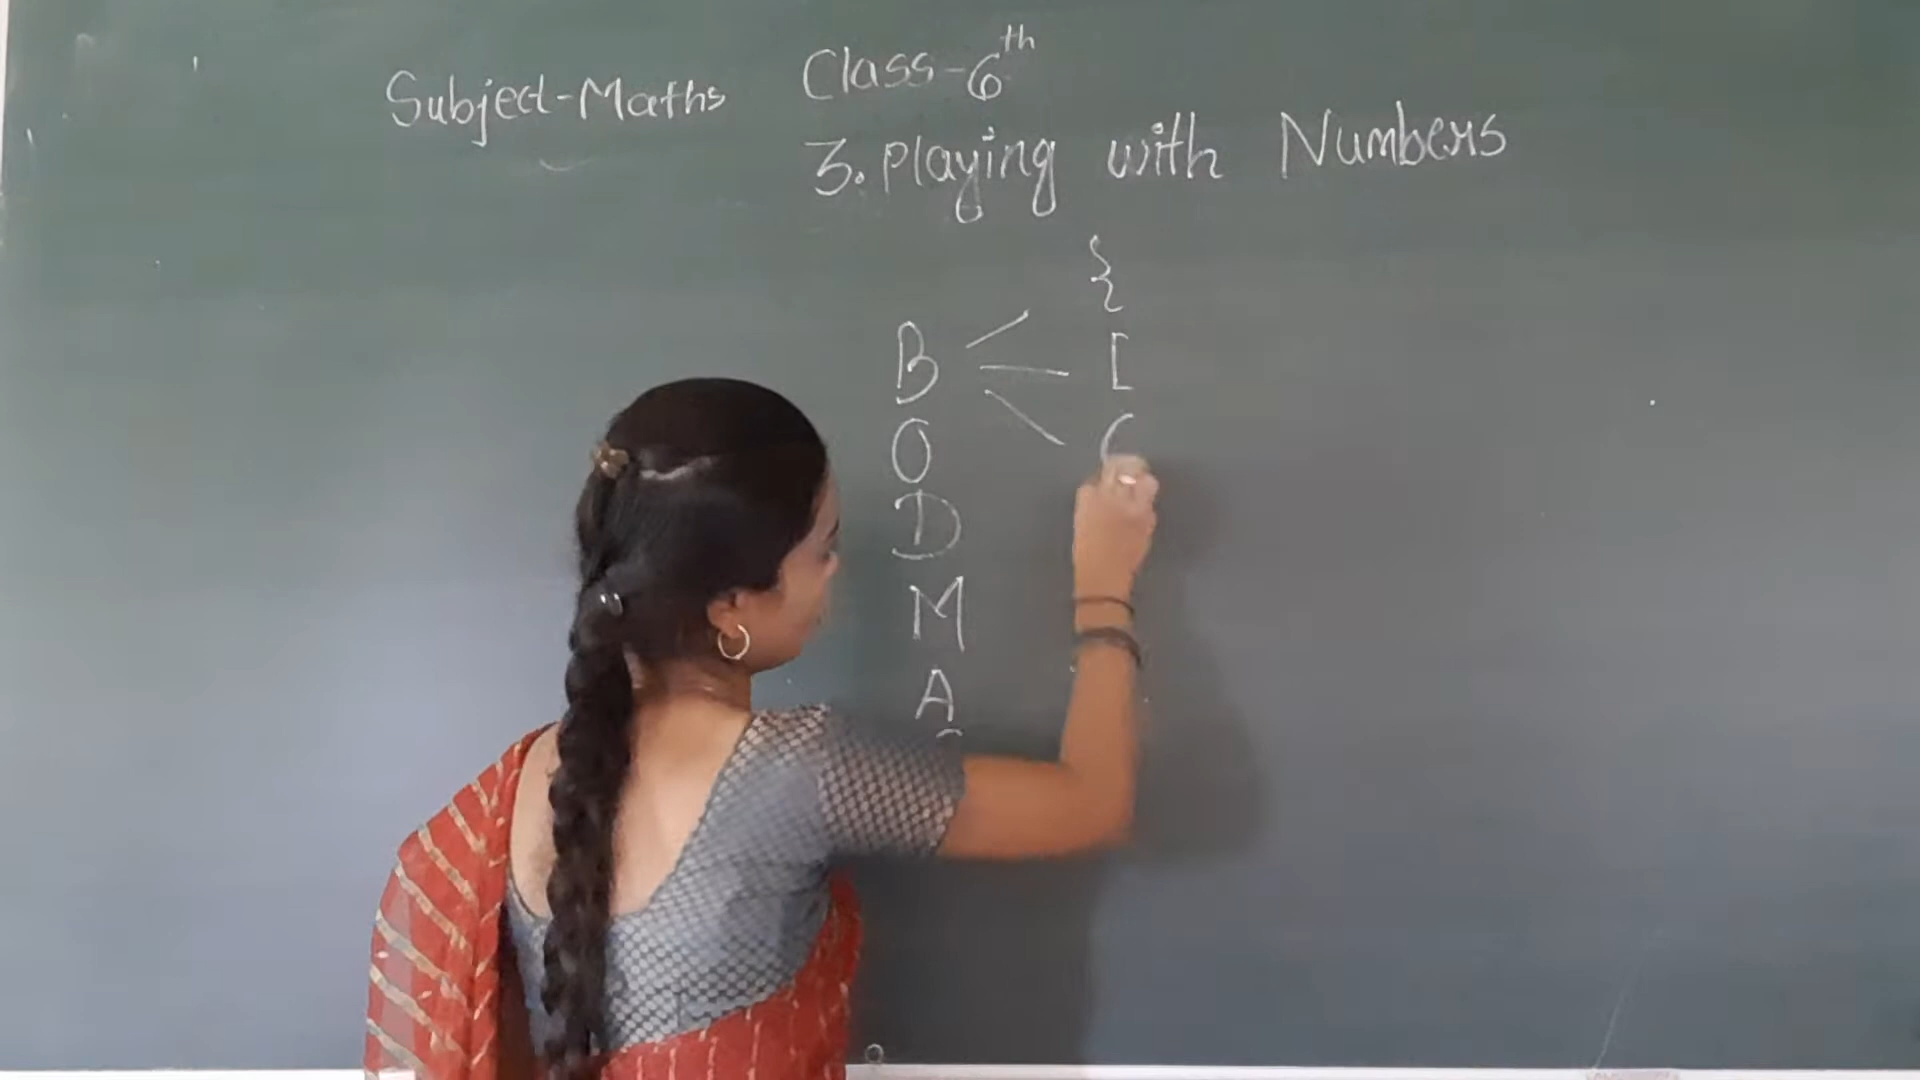 Subject-Maths Class-6th
3. Playing with Numbers
}
B [
O (
D
M
A